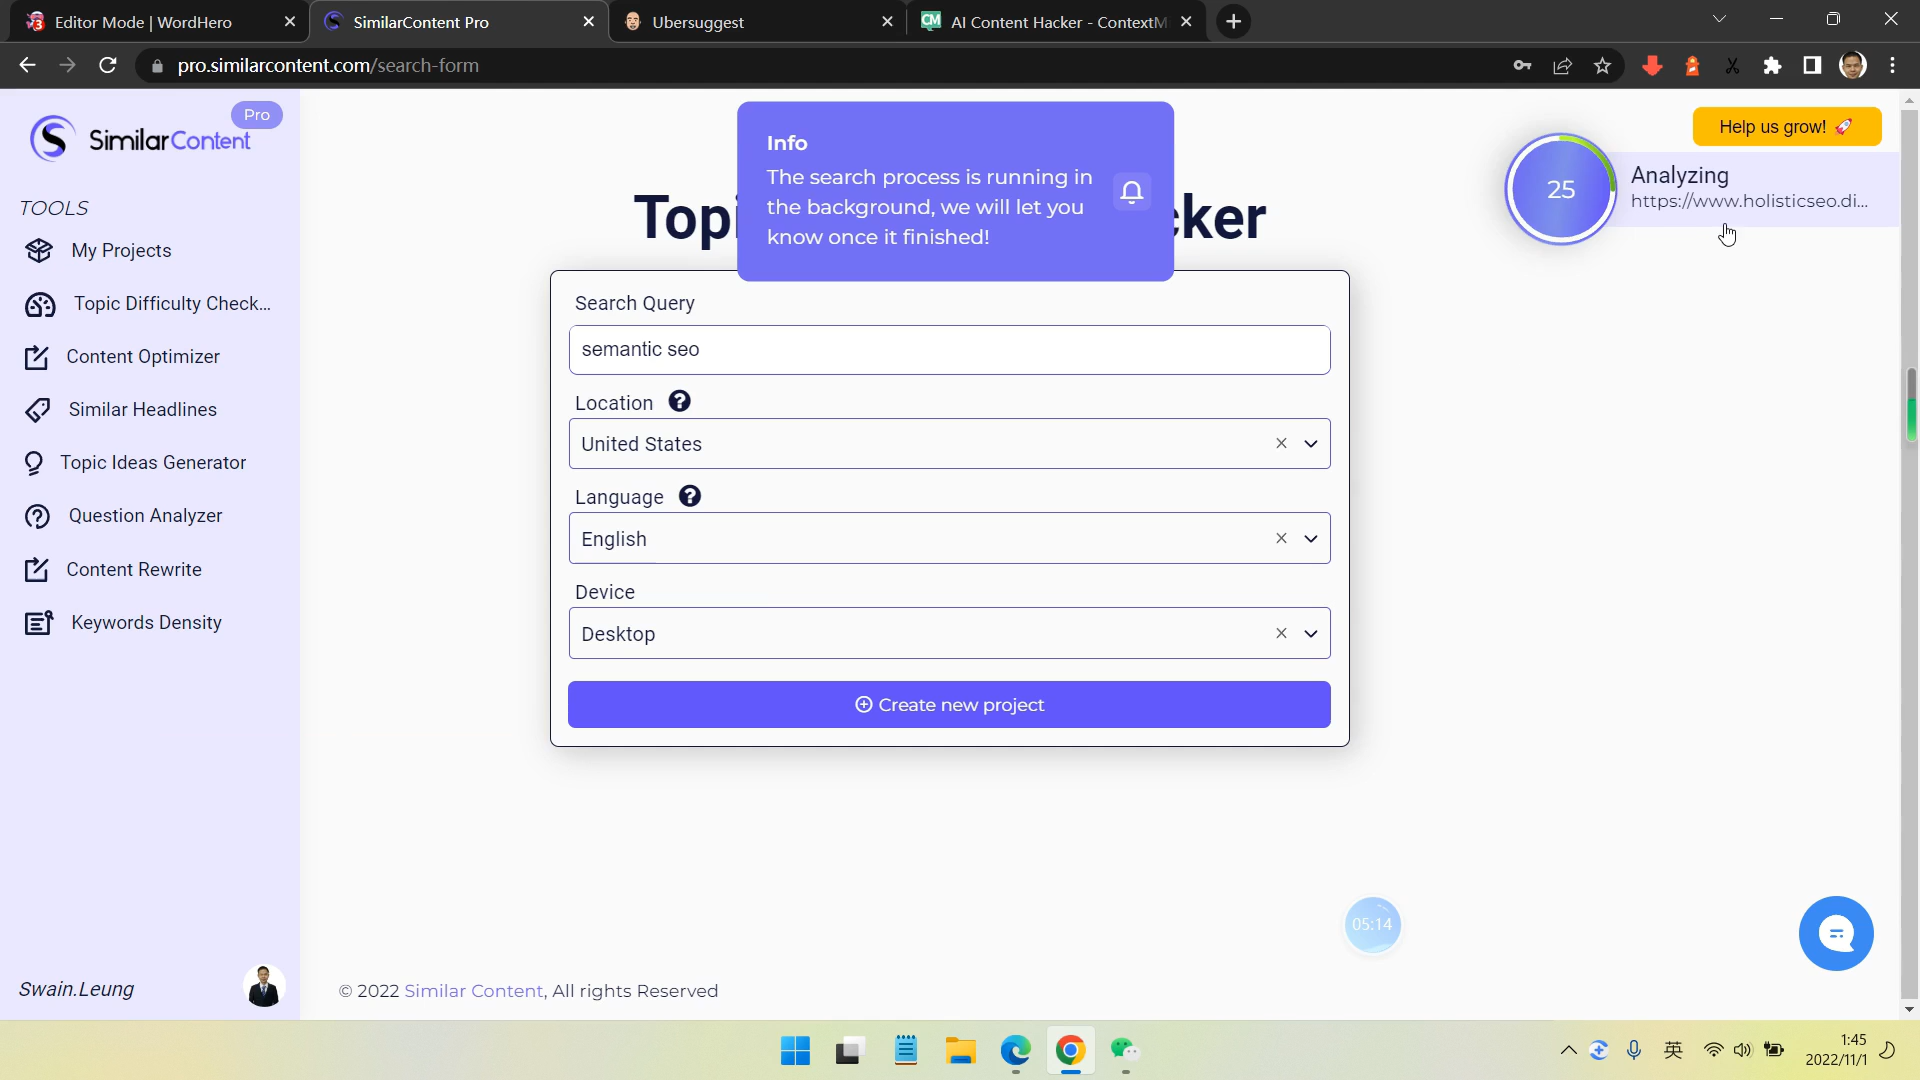 Editor Mode | WordHero
SimilarContent Pro
Ubersuggest
AI Content Hacker - ContextM
pro.similarcontent.com/search-form
Pro
SimilarContent
TOOLS
My Projects
Topic Difficulty Check...
Content Optimizer
Similar Headlines
Topic Ideas Generator
Question Analyzer
Content Rewrite
Keywords Density
Swain.Leung
Info
The search process is running in
the background, we will let you
know once it finished!
Help us grow! 🚀
25
Analyzing
https://www.holisticseo.di...
Search Query
semantic seo
Location ?
United States
Language ?
English
Device
Desktop
Create new project
05:14
© 2022 Similar Content, All rights Reserved
英
1:45
2022/11/1